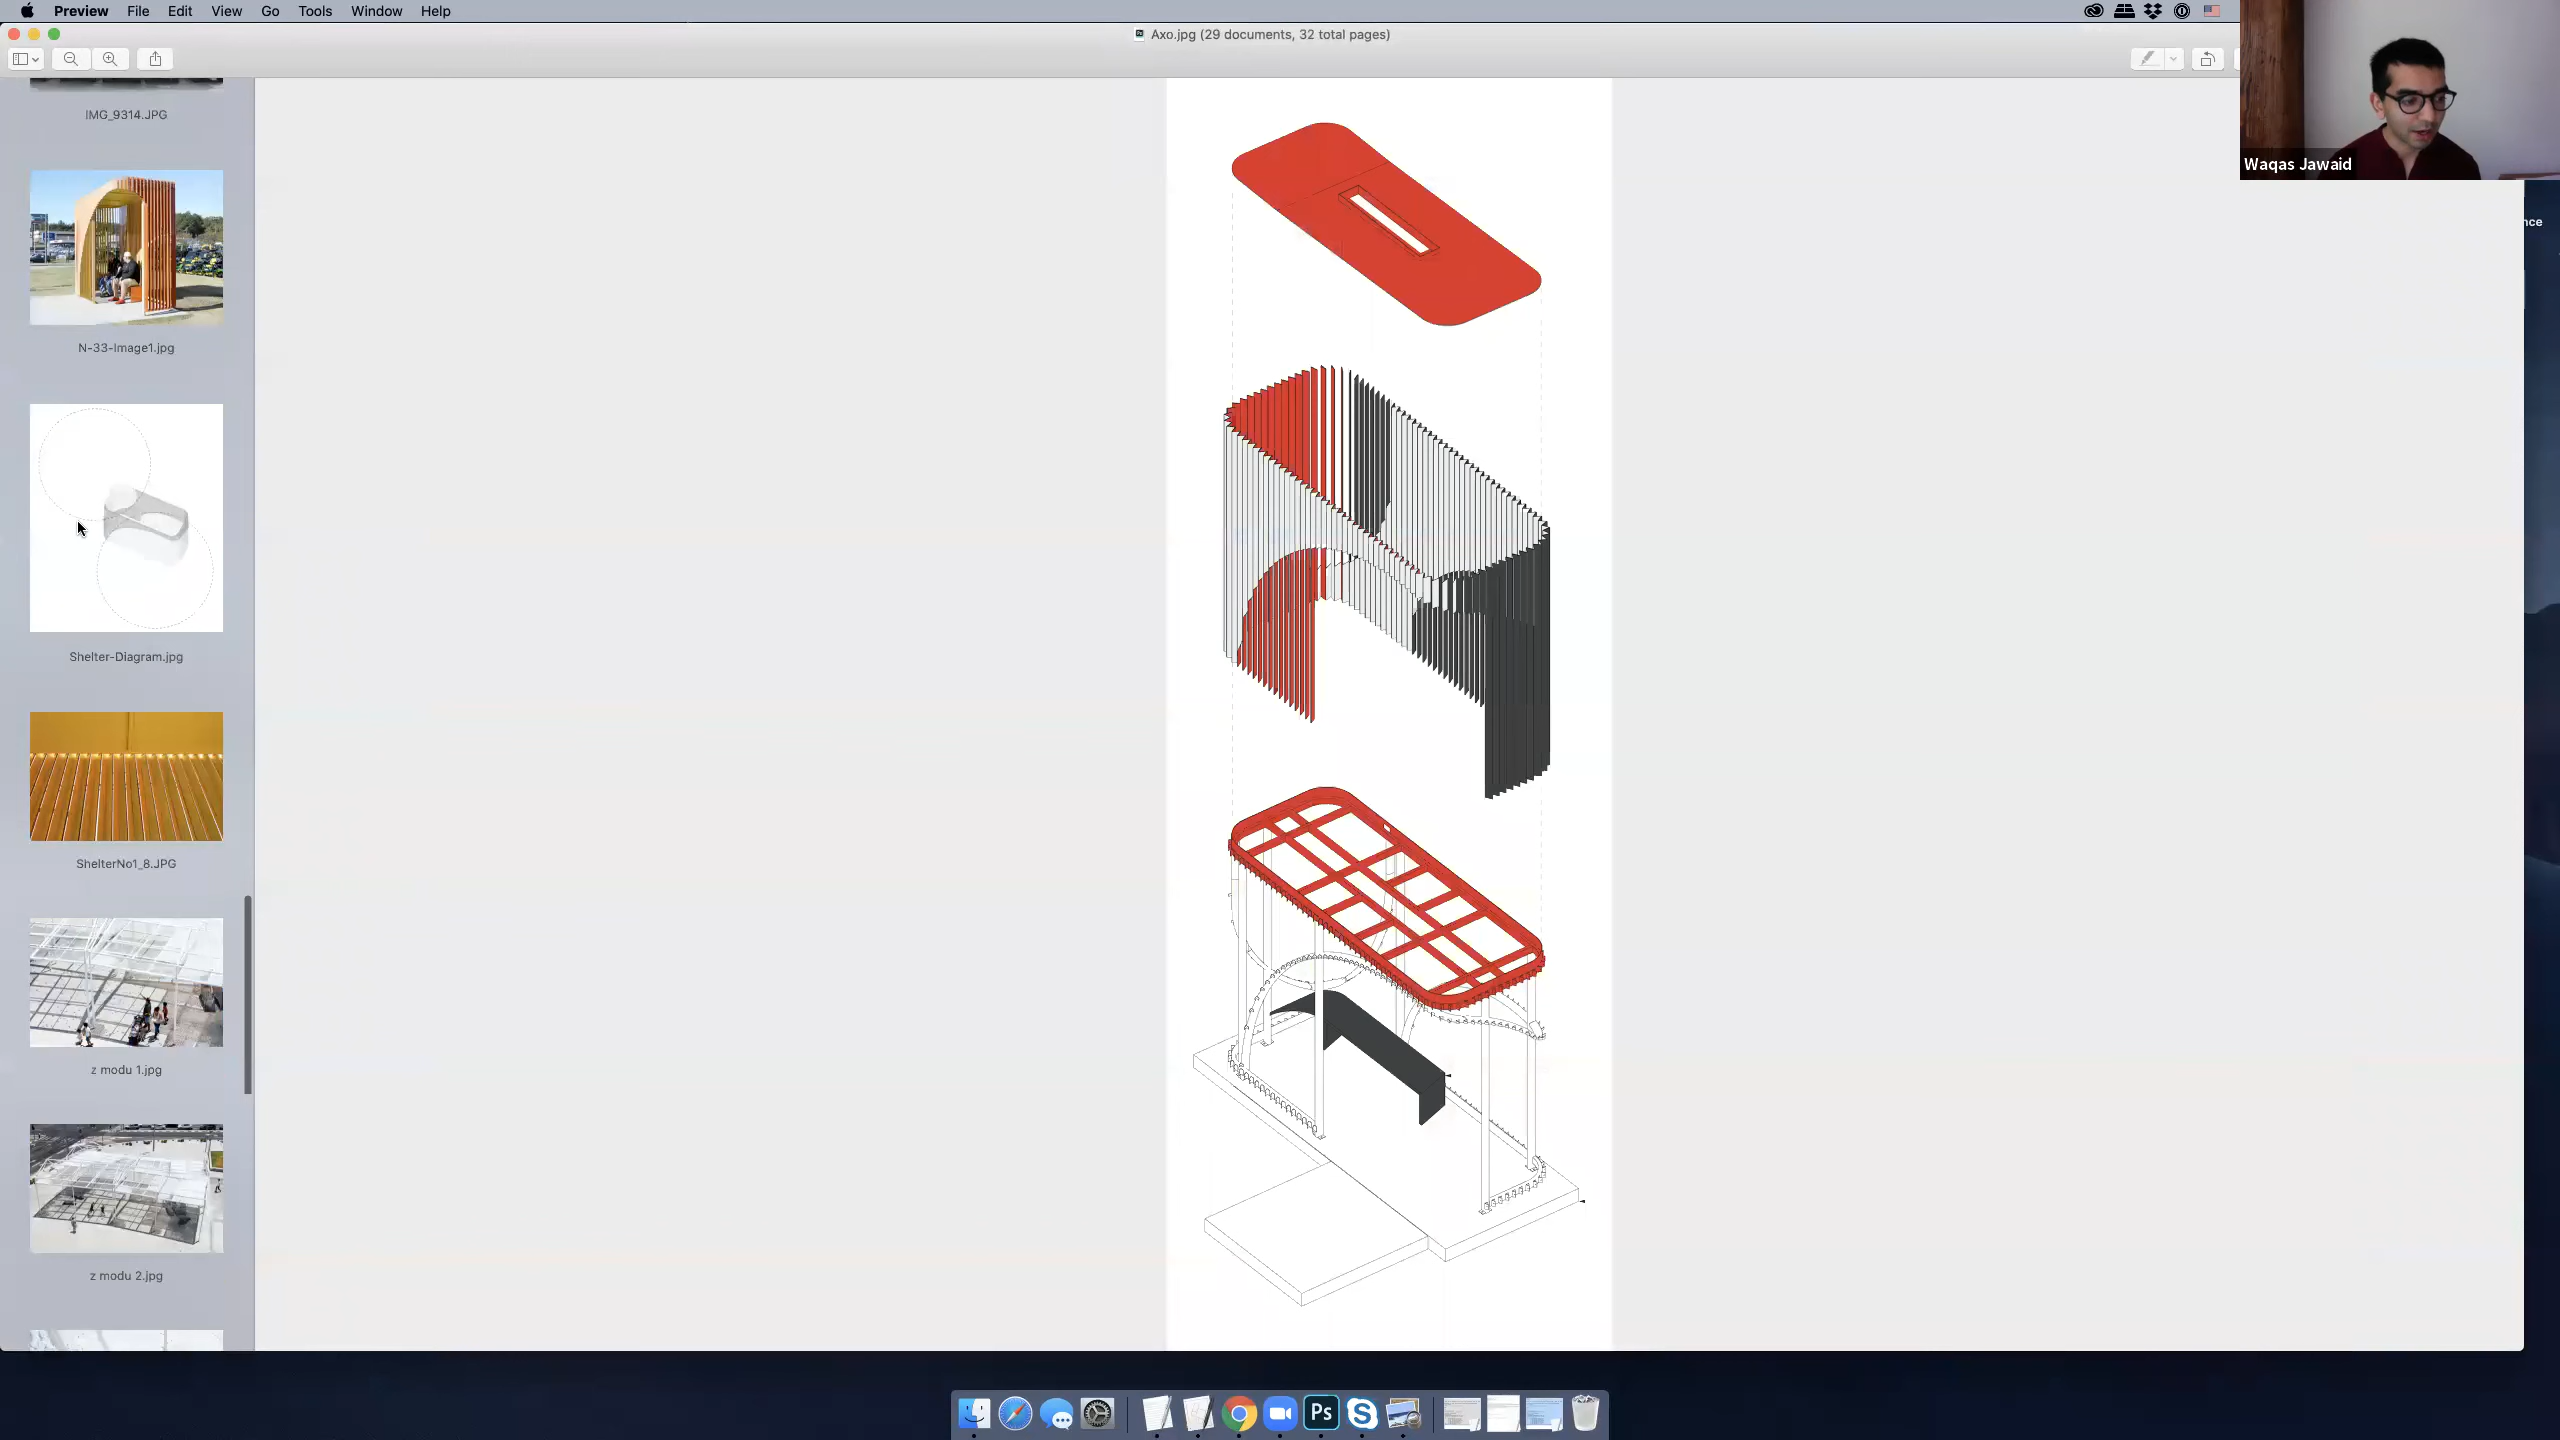 Preview File Edit View Go Tools Window Help
Axo.jpg (29 documents, 32 total pages)
Waqas Jawaid
nce
IMG_9314.JPG
N-33-Image1.jpg
Shelter-Diagram.jpg
ShelterNo1_8.JPG
z modu 1.jpg
z modu 2.jpg
Ps